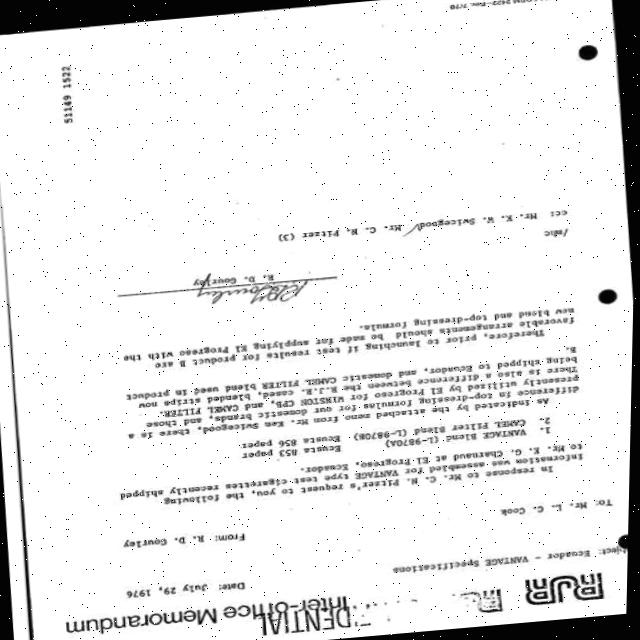 RJR
Inter-office Memorandum
DENTIAL
Subject: Ecuador - VANTAGE Specifications
Date: July 29, 1976
To: Mr. L. C. Cook
From: R. D. Gourley
In response to Mr. C. N. Pitzer's request to you, the following
information was assembled for VANTAGE type test cigarettes recently shipped
to Mr. E. G. Charnaud at El Progreso, Ecuador.
1. VANTAGE Blend (L-9870A) Ecusta 853 paper
2. CAMEL Filter Blend (L-9870B) Ecusta 856 paper.
As indicated by the attached memo from Mr. Ken Swicegood, there is a
difference in top-dressing formulas for our domestic brands, and those
presently utilized by El Progreso for WINSTON CPB, and CAMEL FILTER.
There is also a difference between the R.J.R. cased, blended strips now
being shipped to Ecuador, and domestic CAMEL FILTER blend used in product
B.
Therefore, prior to launching if test results for product B are
favorable arrangements should be made for supplying El Progreso with the
new blend and top-dressing formula.
R. D. Gourley
/mhc
cc: Mr. K. W. Swicegood Mr. C. N. Pitzer (3)
51149 1522